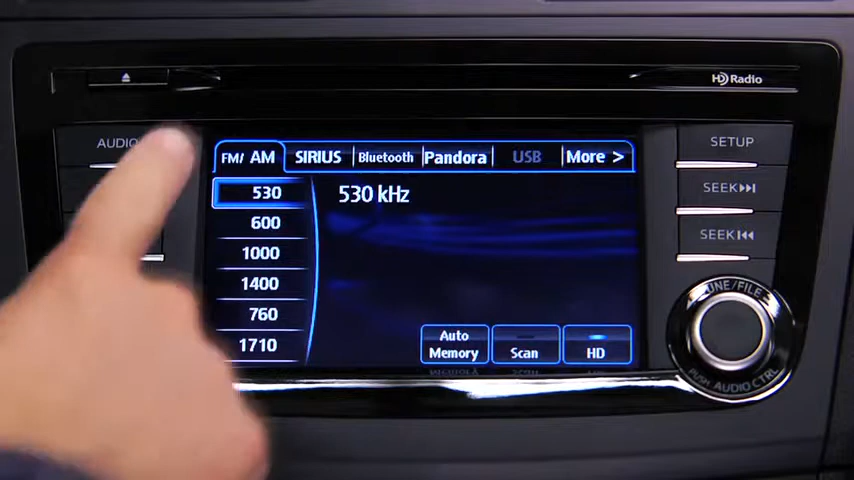 HD Radio
AUDIO
FM/ AM SIRIUS Bluetooth Pandora USB More >
SETUP
530
530 kHz
SEEK
600
1000
SEEK
1400
TUNE/FILE
760
Auto Memory
Scan
HD
1710
PUSH AUDIO CTRL